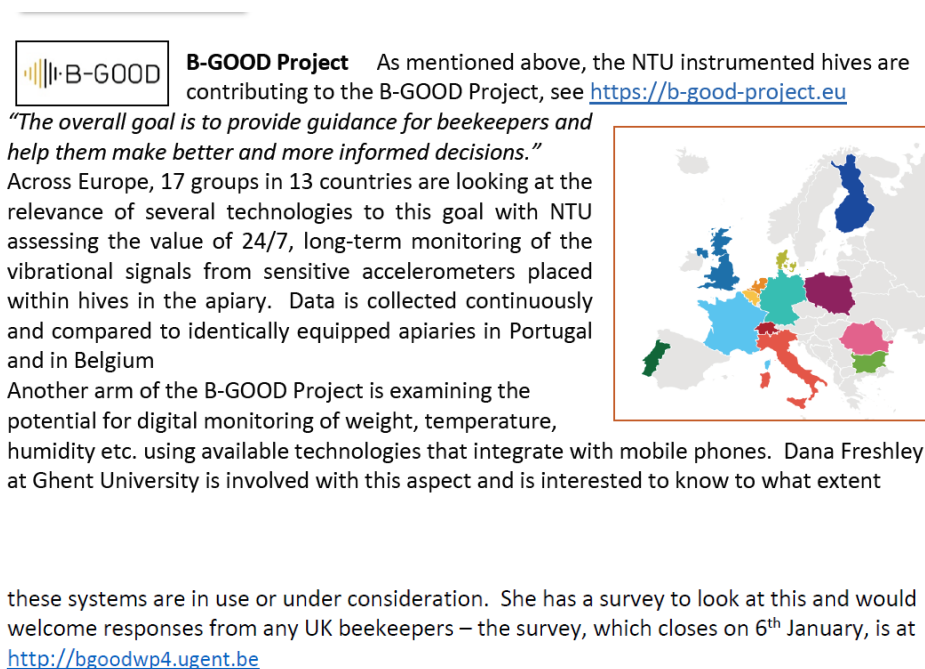 B-GOOD
B-GOOD Project As mentioned above, the NTU instrumented hives are
contributing to the B-GOOD Project, see https://b-good-project.eu
“The overall goal is to provide guidance for beekeepers and
help them make better and more informed decisions.”
Across Europe, 17 groups in 13 countries are looking at the
relevance of several technologies to this goal with NTU
assessing the value of 24/7, long-term monitoring of the
vibrational signals from sensitive accelerometers placed
within hives in the apiary. Data is collected continuously
and compared to identically equipped apiaries in Portugal
and in Belgium
Another arm of the B-GOOD Project is examining the
potential for digital monitoring of weight, temperature,
humidity etc. using available technologies that integrate with mobile phones. Dana Freshley
at Ghent University is involved with this aspect and is interested to know to what extent
these systems are in use or under consideration. She has a survey to look at this and would
welcome responses from any UK beekeepers – the survey, which closes on 6th January, is at
http://bgoodwp4.ugent.be